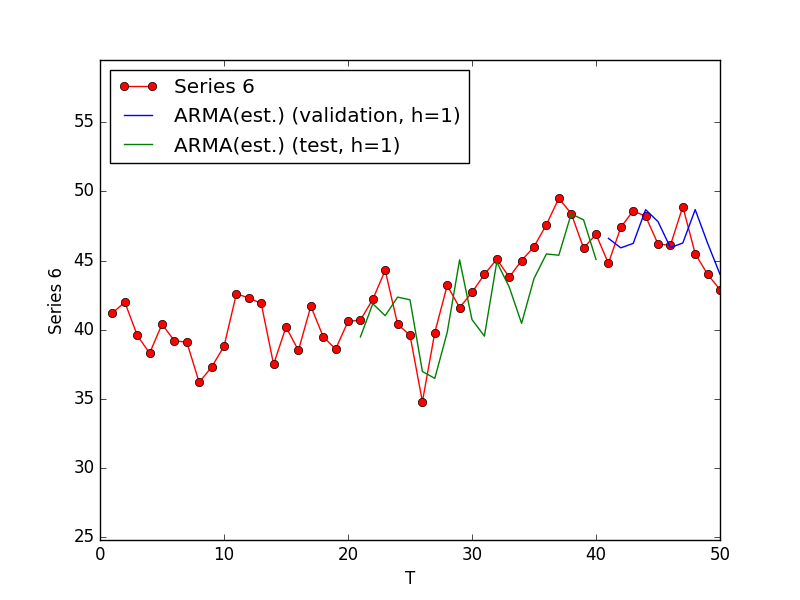 Series 6
ARMA(est.) (validation, h=1)
ARMA(est.) (test, h=1)
55
50
45
40
35
30
25
Series 6
0 10 20 30 40 50
T